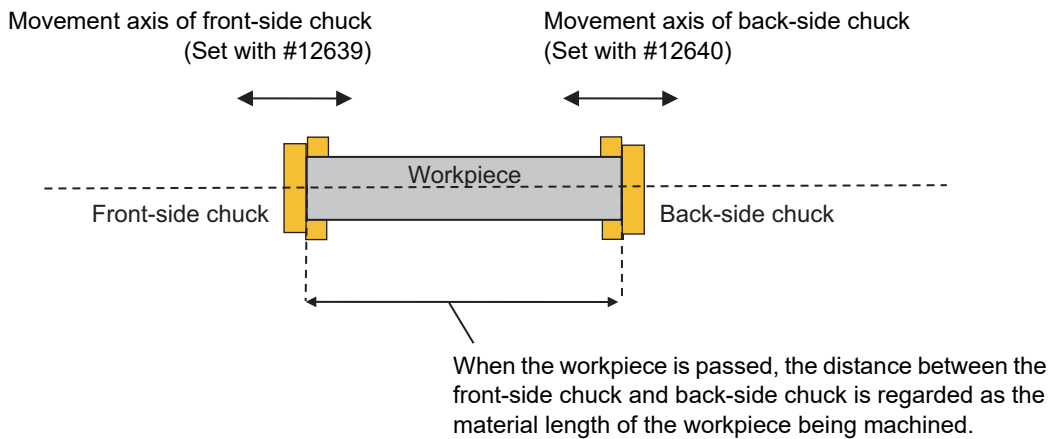 Movement axis of front-side chuck
(Set with #12639)
Movement axis of back-side chuck
(Set with #12640)
Workpiece
Front-side chuck
Back-side chuck
When the workpiece is passed, the distance between the
front-side chuck and back-side chuck is regarded as the
material length of the workpiece being machined.